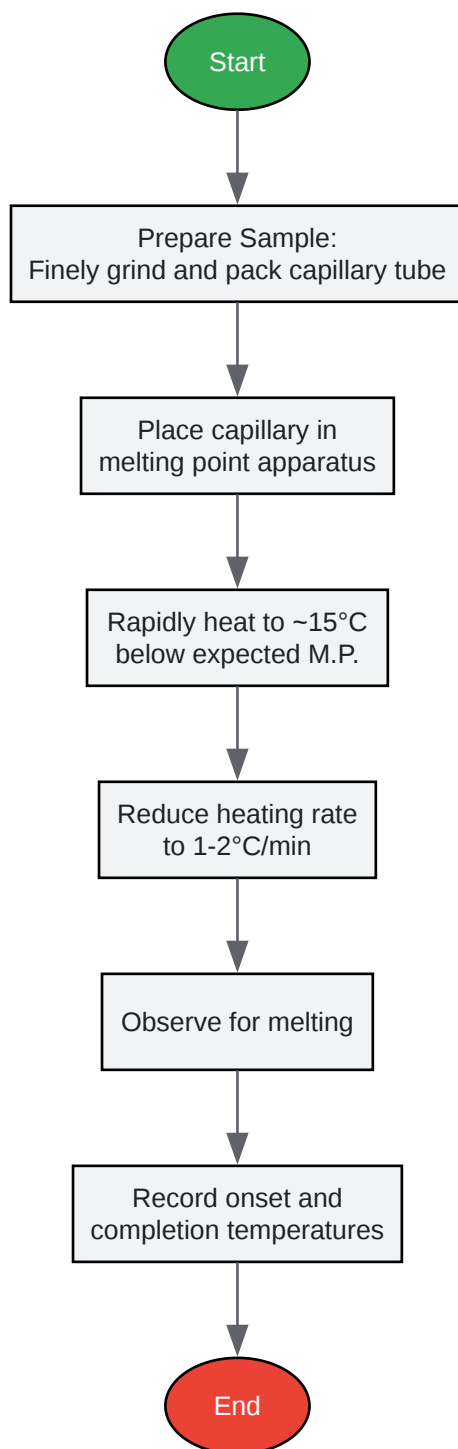 Start
Prepare Sample:
Finely grind and pack capillary tube
Place capillary in
melting point apparatus
Rapidly heat to ~15°C
below expected M.P.
Reduce heating rate
to 1-2°C/min
Observe for melting
Record onset and
completion temperatures
End